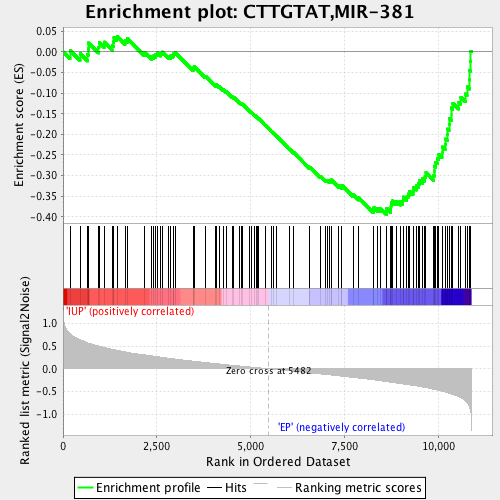 Enrichment plot: CTTGTAT,MIR-381
Enrichment score (ES)
0.05
0.00
-0.05
-0.10
-0.15
-0.20
-0.25
-0.30
-0.35
-0.40
Ranked list metric (Signal2Noise)
'IUP' (positively correlated)
1.0
0.5
Zero cross at 5482
0.0
-0.5
-1.0
'EP' (negatively correlated)
0 2,500 5,000 7,500 10,000
Rank in Ordered Dataset
Enrichment profile Hits Ranking metric scores